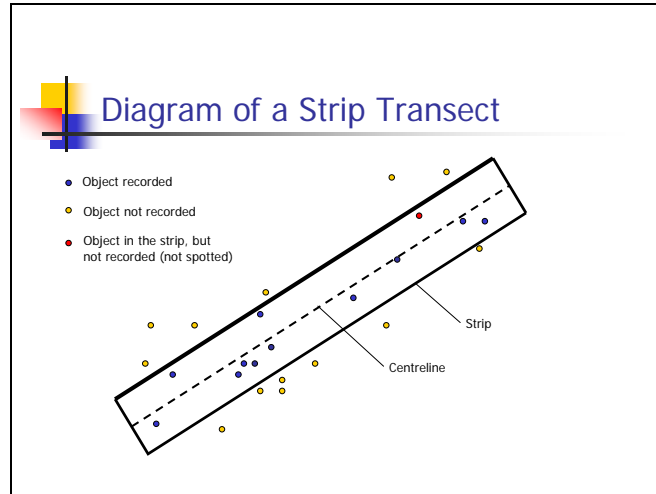 Diagram of a Strip Transect
Object recorded
Object not recorded
Object in the strip, but
not recorded (not spotted)
Strip
Centreline